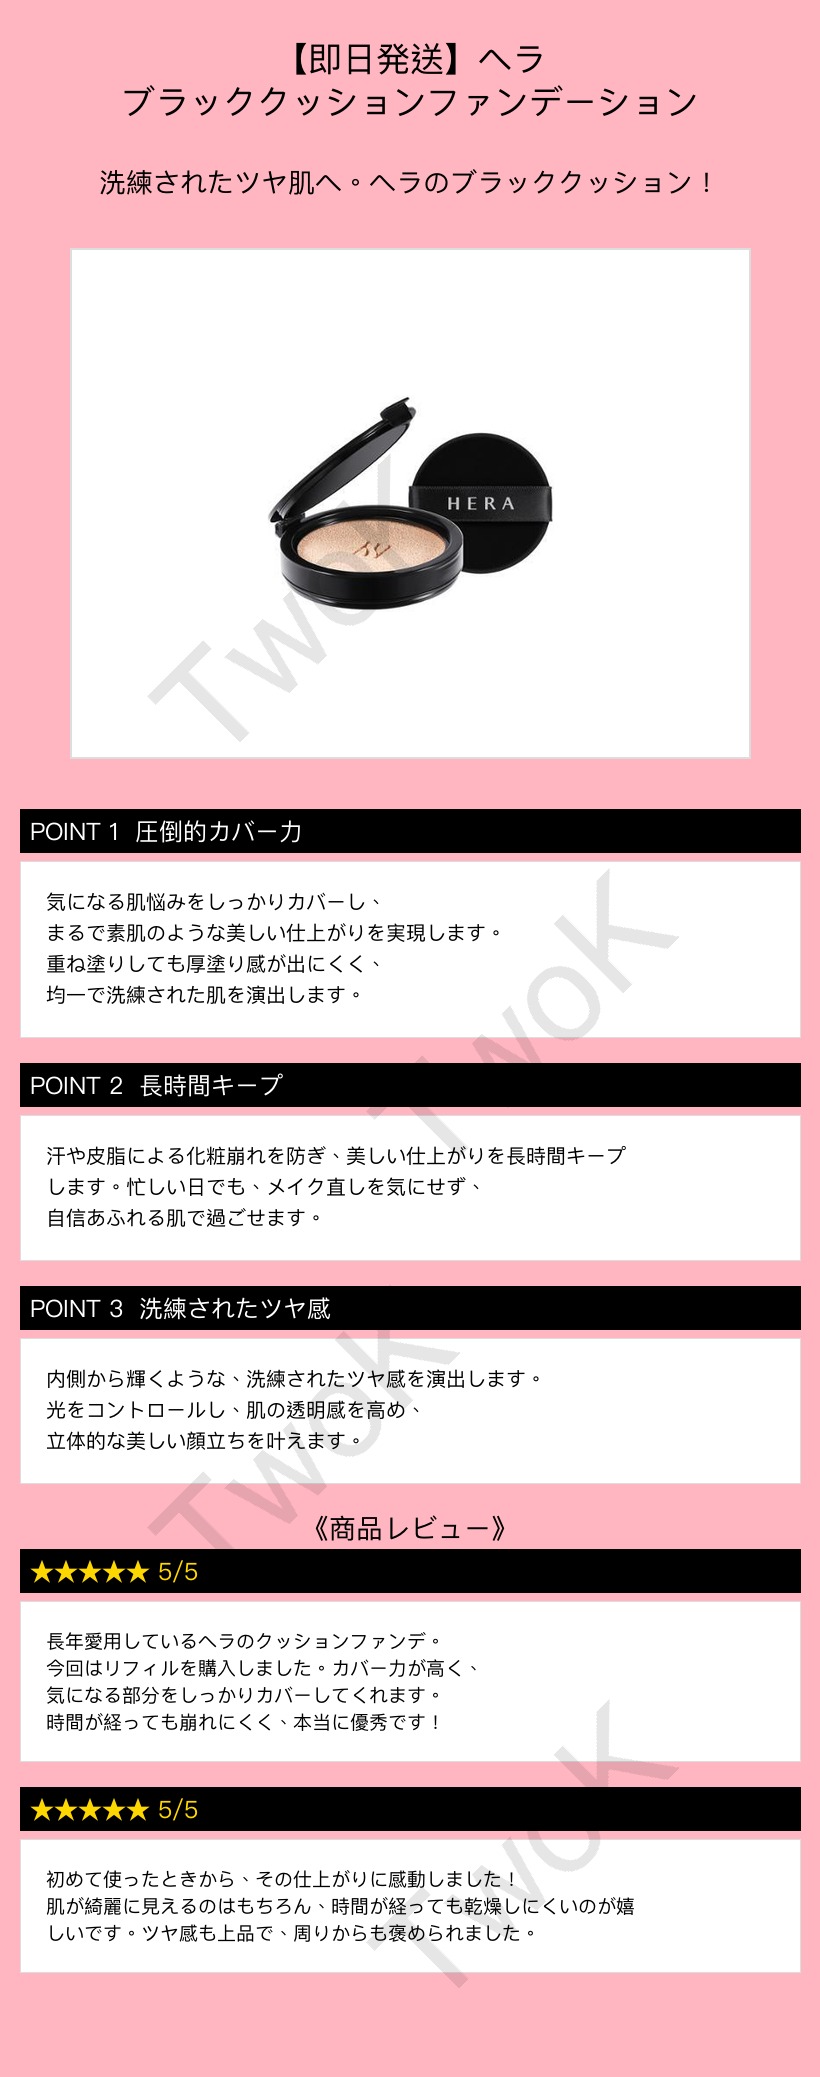 【即日発送】ヘラ
ブラッククッションファンデーション
洗練されたツヤ肌へ。ヘラのブラッククッション！
HERA
TwoK
POINT 1 圧倒的カバー力
気になる肌悩みをしっかりカバーし、
まるで素肌のような美しい仕上がりを実現します。
重ね塗りしても厚塗り感が出にくく、
均一で洗練された肌を演出します。
TwoK
POINT 2 長時間キープ
汗や皮脂による化粧崩れを防ぎ、美しい仕上がりを長時間キープ
します。忙しい日でも、メイク直しを気にせず、
自信あふれる肌で過ごせます。
POINT 3 洗練されたツヤ感
内側から輝くような、洗練されたツヤ感を演出します。
光をコントロールし、肌の透明感を高め、
立体的な美しい顔立ちを叶えます。
TwoK
《商品レビュー》
★★★★★ 5/5
長年愛用しているヘラのクッションファンデ。
今回はリフィルを購入しました。カバー力が高く、
気になる部分をしっかりカバーしてくれます。
時間が経っても崩れにくく、本当に優秀です！
★★★★★ 5/5
初めて使ったときから、その仕上がりに感動しました！
肌が綺麗に見えるのはもちろん、時間が経っても乾燥しにくいのが嬉
しいです。ツヤ感も上品で、周りからも褒められました。
TwoK